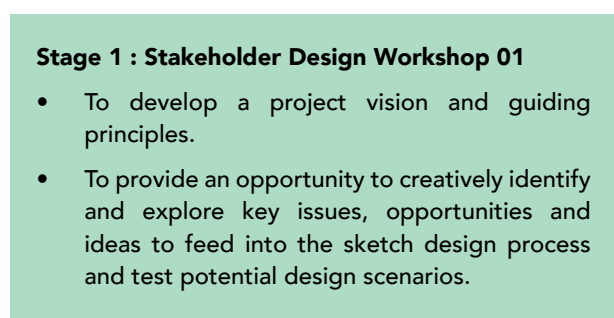 Stage 1 : Stakeholder Design Workshop 01
• To develop a project vision and guiding
principles.
• To provide an opportunity to creatively identify
and explore key issues, opportunities and
ideas to feed into the sketch design process
and test potential design scenarios.